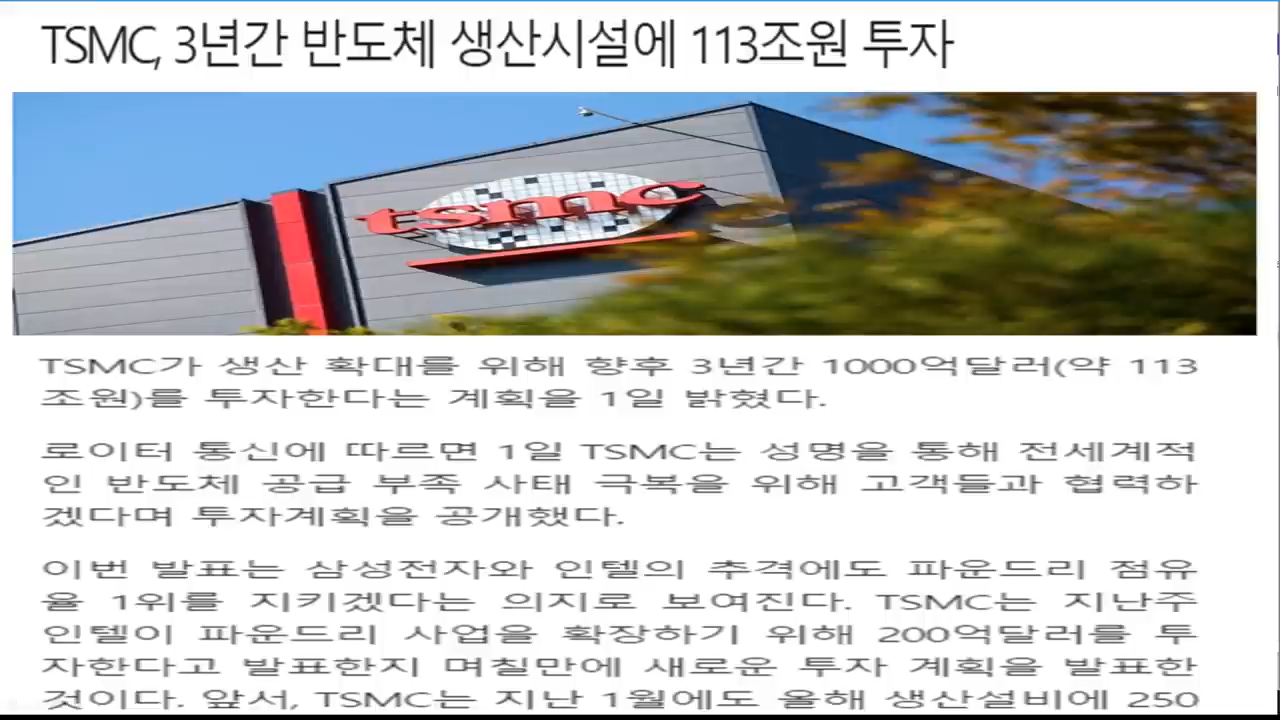 TSMC, 3년간 반도체 생산시설에 113조원 투자
tsmc
TSMC가 생산 확대를 위해 향후 3년간 1000억달러(약 113
조원)를 투자한다는 계획을 1일 밝혔다.
로이터 통신에 따르면 1일 TSMC는 성명을 통해 전세계적
인 반도체 공급 부족 사태 극복을 위해 고객들과 협력하
겠다며 투자계획을 공개했다.
이번 발표는 삼성전자와 인텔의 추격에도 파운드리 점유
율 1위를 지키겠다는 의지로 보여진다. TSMC는 지난주
인텔이 파운드리 사업을 확장하기 위해 200억달러를 투
자한다고 발표한지 며칠만에 새로운 투자 계획을 발표한
것이다. 앞서, TSMC는 지난 1월에도 올해 생산설비에 250